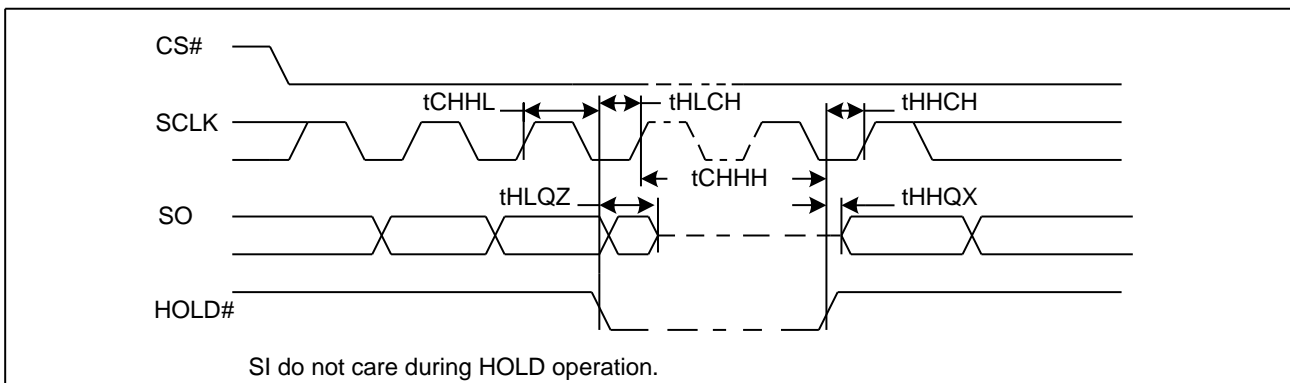 CS#
tCHHL
tHLCH
tHHCH
SCLK
tCHHH
tHLQZ
tHHQX
SO
HOLD#
SI do not care during HOLD operation.